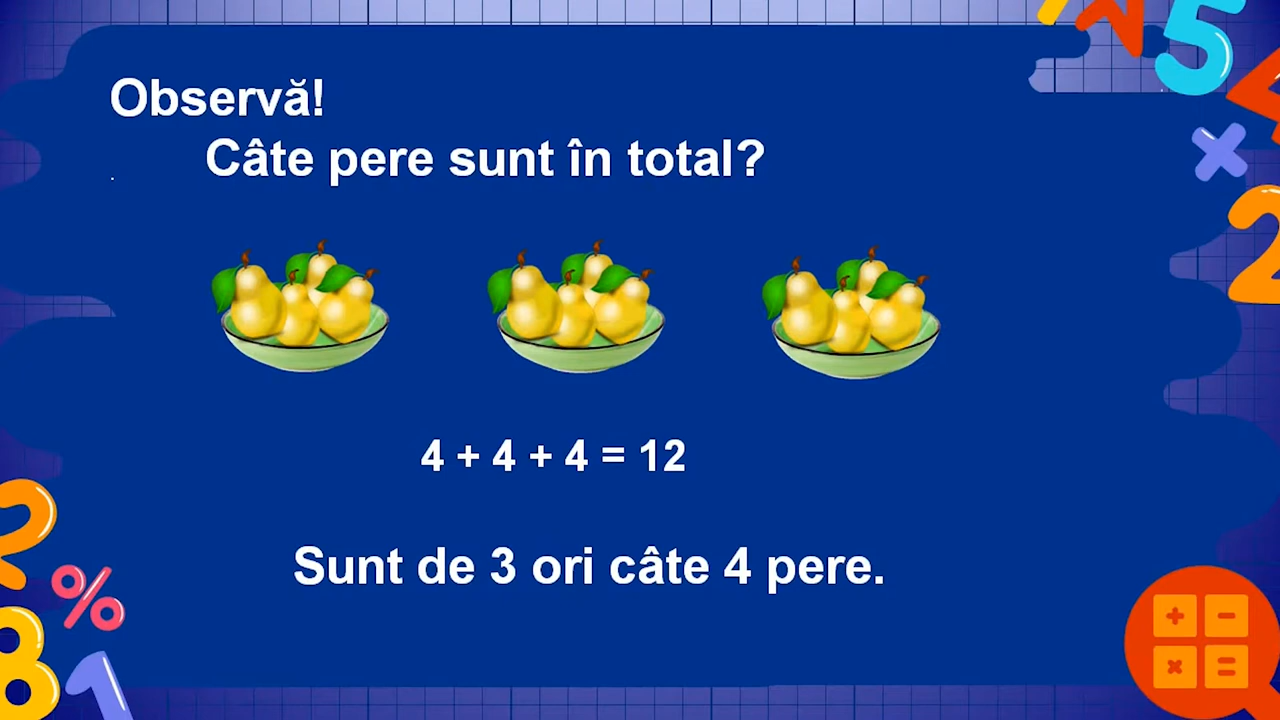 Observă!
Câte pere sunt în total?
4 + 4 + 4 = 12
Sunt de 3 ori câte 4 pere.